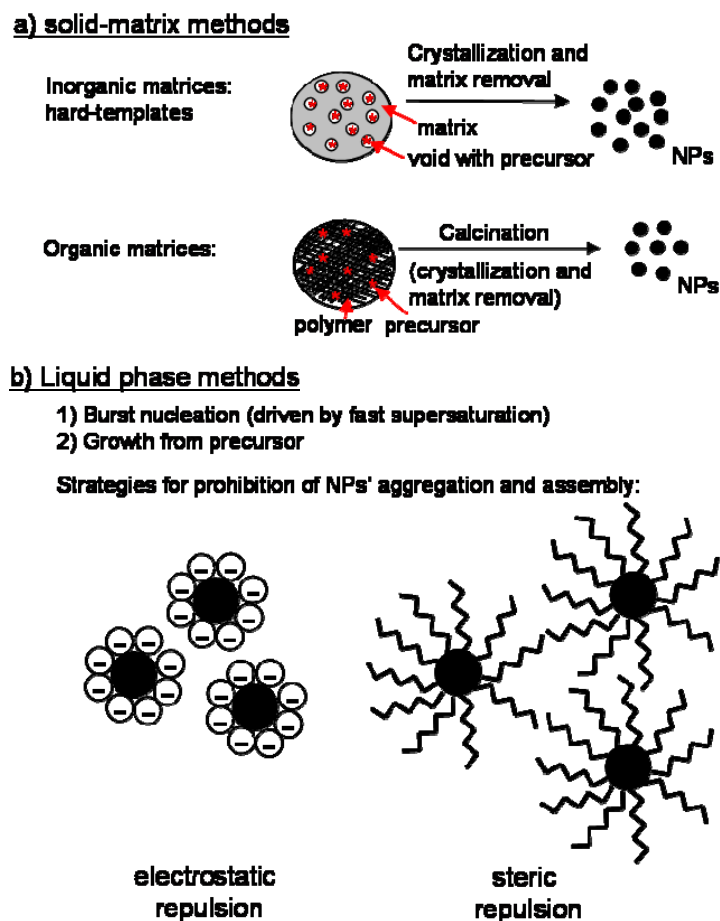 a) solid-matrix methods
Inorganic matrices:
hard-templates
Crystallization and
matrix removal
matrix
void with precursor
NPs
Organic matrices:
Calcination
(crystallization and
matrix removal)
polymer precursor
NPs
b) Liquid phase methods
1) Burst nucleation (driven by fast supersaturation)
2) Growth from precursor
Strategies for prohibition of NPs' aggregation and assembly:
electrostatic
repulsion
steric
repulsion